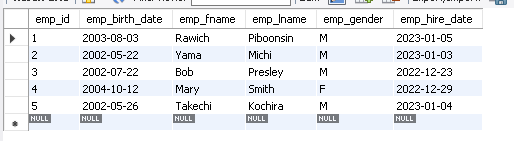 emp_id emp_birth_date emp_fname emp_lname emp_gender emp_hire_date
1 2003-08-03 Rawich Piboonsin M 2023-01-05
2 2002-05-22 Yama Michi M 2023-01-03
3 2002-07-22 Bob Presley M 2022-12-23
4 2004-10-12 Mary Smith F 2022-12-29
5 2002-05-26 Takechi Kochira M 2023-01-04
NULL NULL NULL NULL NULL NULL